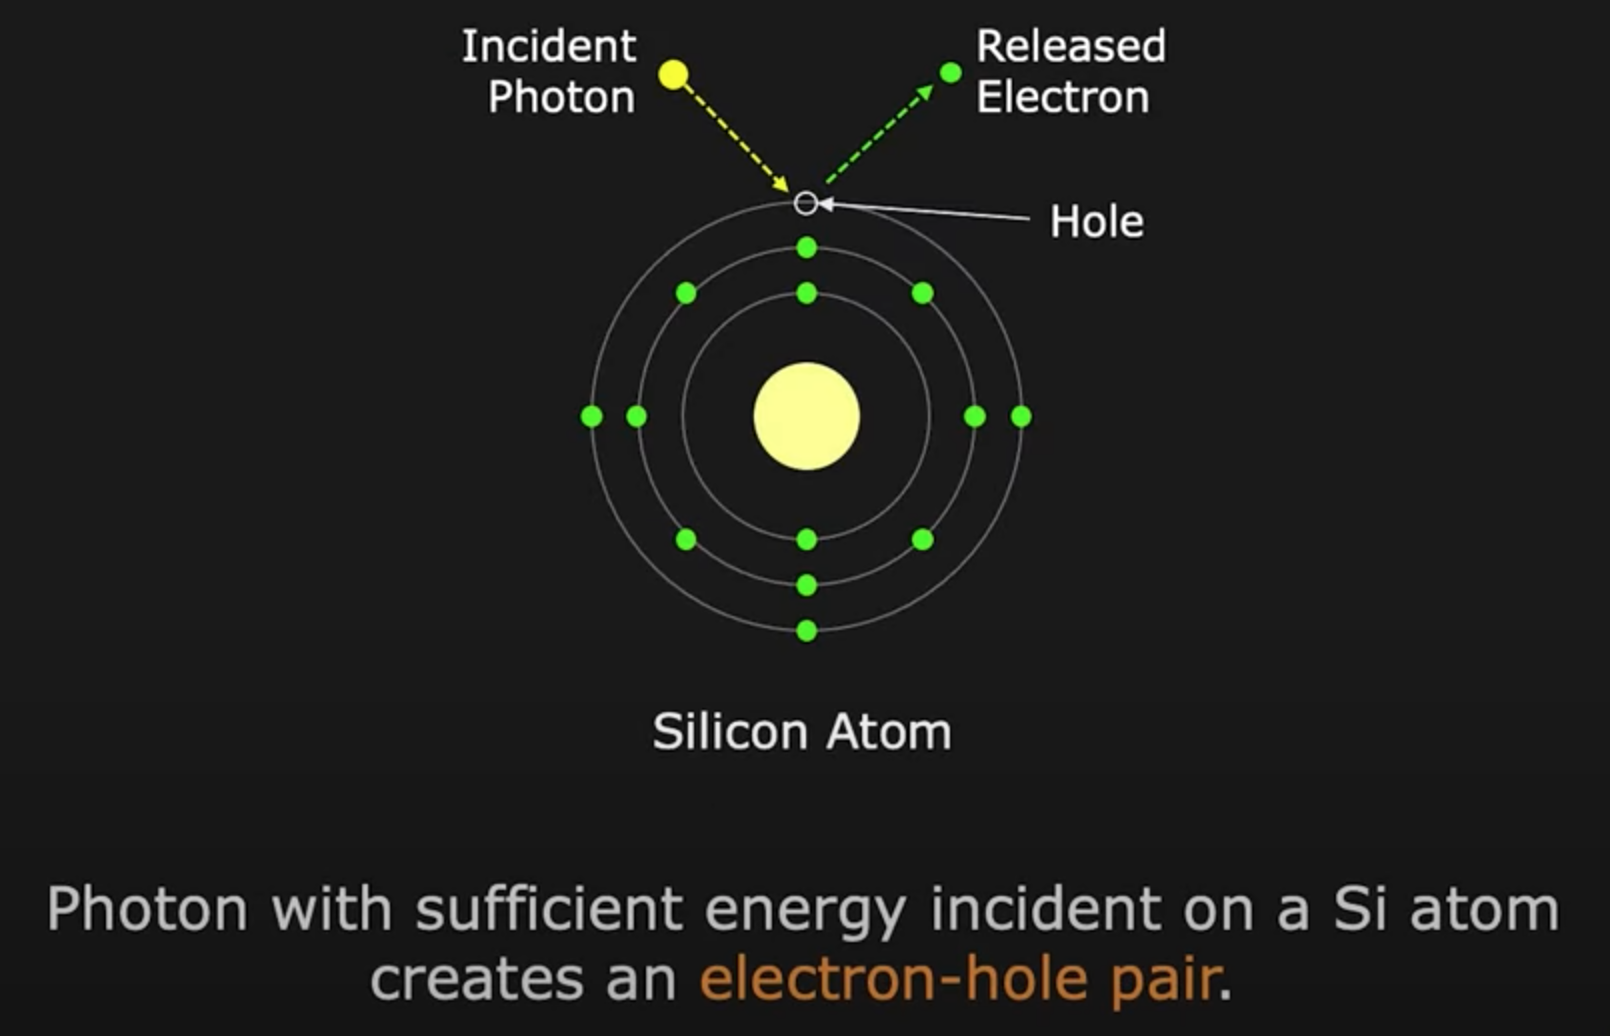 Incident
Photon
Released
Electron
Hole
Silicon Atom
Photon with sufficient energy incident on a Si atom
creates an electron-hole pair.